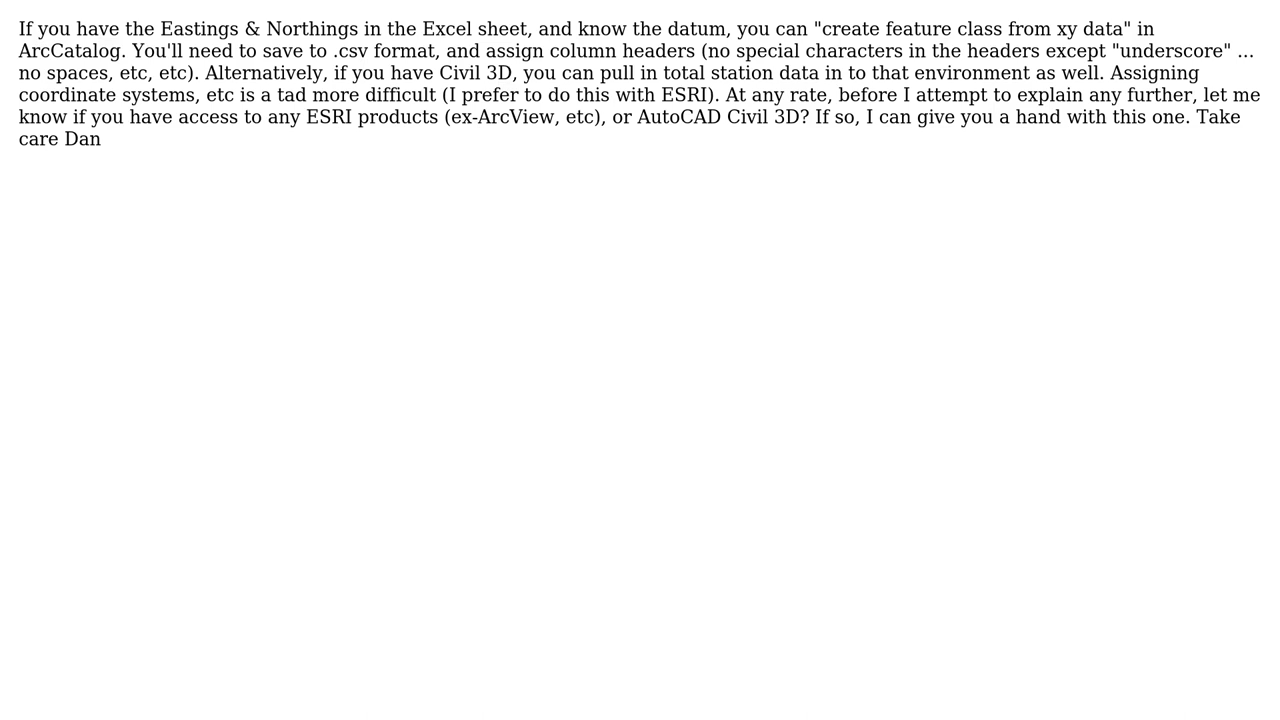 If you have the Eastings & Northings in the Excel sheet, and know the datum, you can "create feature class from xy data" in
ArcCatalog. You'll need to save to .csv format, and assign column headers (no special characters in the headers except "underscore" ...
no spaces, etc, etc). Alternatively, if you have Civil 3D, you can pull in total station data in to that environment as well. Assigning
coordinate systems, etc is a tad more difficult (I prefer to do this with ESRI). At any rate, before I attempt to explain any further, let me
know if you have access to any ESRI products (ex-ArcView, etc), or AutoCAD Civil 3D? If so, I can give you a hand with this one. Take
care Dan